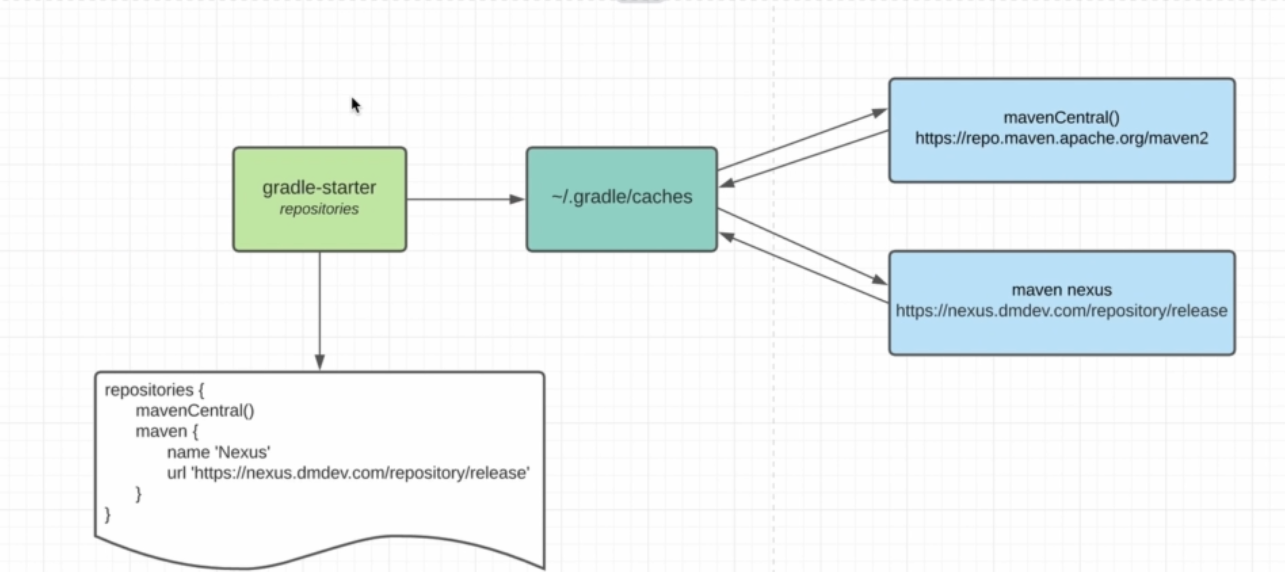 gradle-starter
repositories
~/.gradle/caches
mavenCentral()
https://repo.maven.apache.org/maven2
maven nexus
https://nexus.dmdev.com/repository/release
repositories {
mavenCentral()
maven {
name 'Nexus'
url 'https://nexus.dmdev.com/repository/release'
}
}